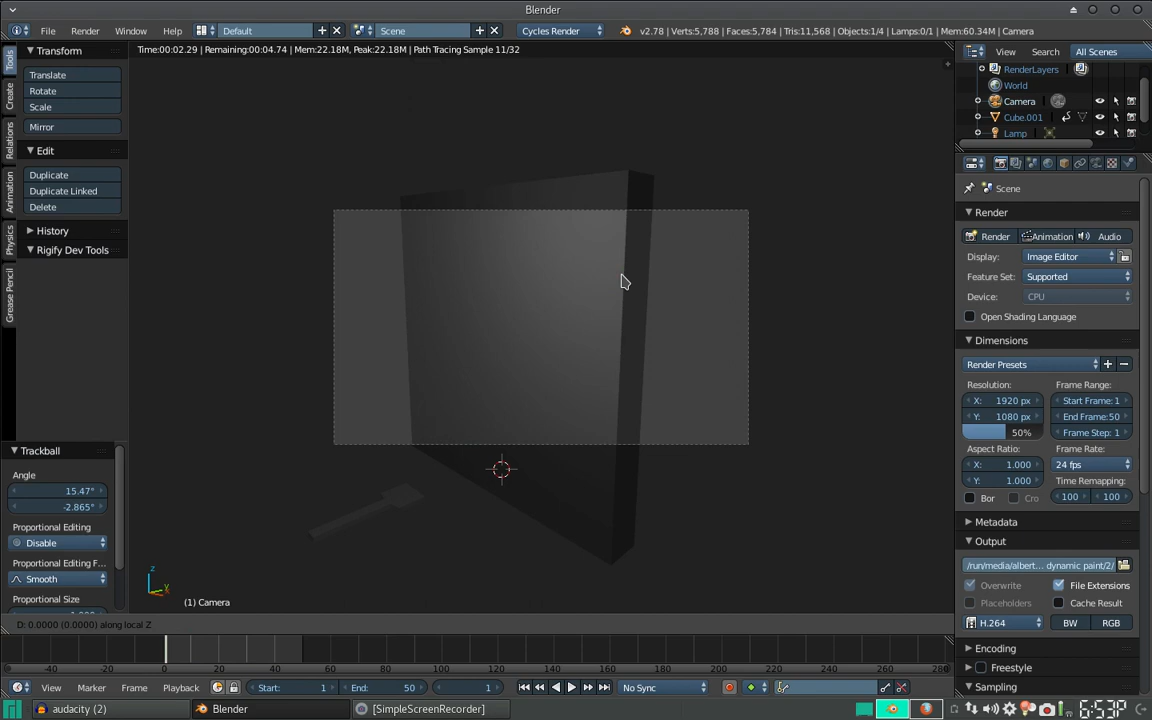 Blender
File
Render
Window
Help
Default
Scene
Cycles Render
v2.78 | Verts:5,788 | Faces:5,784 | Tris:11,568 | Objects:1/4 | Lamps:0/1 | Mem:60.34M | Camera
Time:00:02.29 | Remaining:00:04.74 | Mem:22.18M, Peak:22.18M | Path Tracing Sample 11/32
Tools
Create
Relations
Animation
Physics
Grease Pencil
Transform
Translate
Rotate
Scale
Mirror
Edit
Duplicate
Duplicate Linked
Delete
History
Rigify Dev Tools
Trackball
Angle
15.47°
-2.865°
Proportional Editing
Disable
Proportional Editing F...
Smooth
Proportional Size
z
y
(1) Camera
D: 0.0000 (0.0000) along local Z
View
Search
All Scenes
RenderLayers
World
Camera
Cube.001
Lamp
Scene
Render
Render
Animation
Audio
Display:
Image Editor
Feature Set:
Supported
Device:
CPU
Open Shading Language
Dimensions
Render Presets
Resolution:
Frame Range:
X: 1920 px
Start Frame: 1
Y: 1080 px
End Frame:50
50%
Frame Step: 1
Aspect Ratio:
Frame Rate:
X: 1.000
24 fps
Y: 1.000
Time Remapping:
Bor
Cro
100
100
Metadata
Output
/run/media/albert... dynamic paint/2/
Overwrite
File Extensions
Placeholders
Cache Result
H.264
BW
RGB
Encoding
Freestyle
Sampling
-40 -20 0 20 40 60 80 100 120 140 160 180 200 220 240 260 280
View
Marker
Frame
Playback
Start: 1
End: 50
1
No Sync
audacity (2)
Blender
[SimpleScreenRecorder]
6:53P